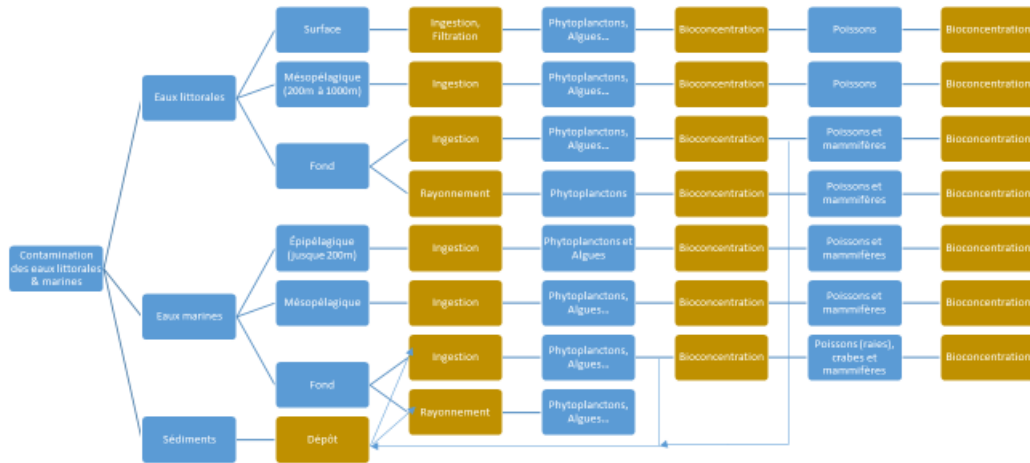 Surface
Ingestion,
Filtration
Phytoplanctons,
Algues...
Bioconcentration
Poissons
Bioconcentration
Eaux littorales
Mésopélagique
(200m à 1000m)
Ingestion
Phytoplanctons,
Algues...
Bioconcentration
Poissons
Bioconcentration
Fond
Ingestion
Phytoplanctons,
Algues...
Bioconcentration
Poissons et
mammifères
Bioconcentration
Rayonnement
Phytoplanctons
Bioconcentration
Poissons et
mammifères
Bioconcentration
Contamination
des eaux littorales
& marines
Épipélagique
(jusque 200m)
Ingestion
Phytoplanctons et
Algues
Bioconcentration
Poissons et
mammifères
Bioconcentration
Eaux marines
Mésopélagique
Ingestion
Phytoplanctons,
Algues...
Bioconcentration
Poissons et
mammifères
Bioconcentration
Fond
Ingestion
Phytoplanctons,
Algues...
Bioconcentration
Poissons (raies),
crabes et
mammifères
Bioconcentration
Rayonnement
Phytoplanctons,
Algues...
Sédiments
Dépôt